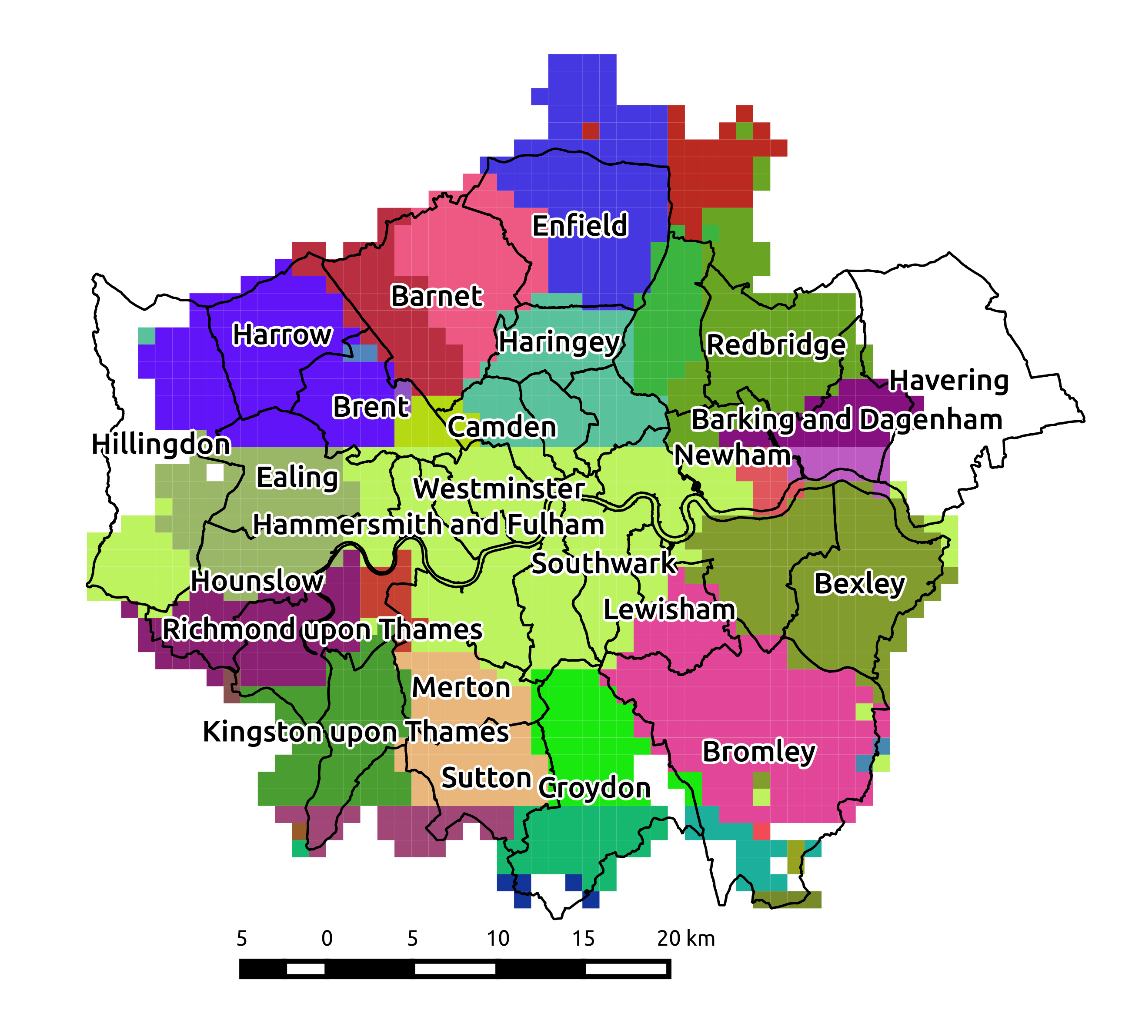 Enfield
Barnet
Harrow
Haringey
Redbridge
Havering
Brent
Barking and Dagenham
Camden
Hillingdon
Newham
Ealing
Westminster
Hammersmith and Fulham
Southwark
Hounslow
Bexley
Lewisham
Richmond upon Thames
Merton
Kingston upon Thames
Bromley
Sutton
Croydon
5 0 5 10 15 20 km